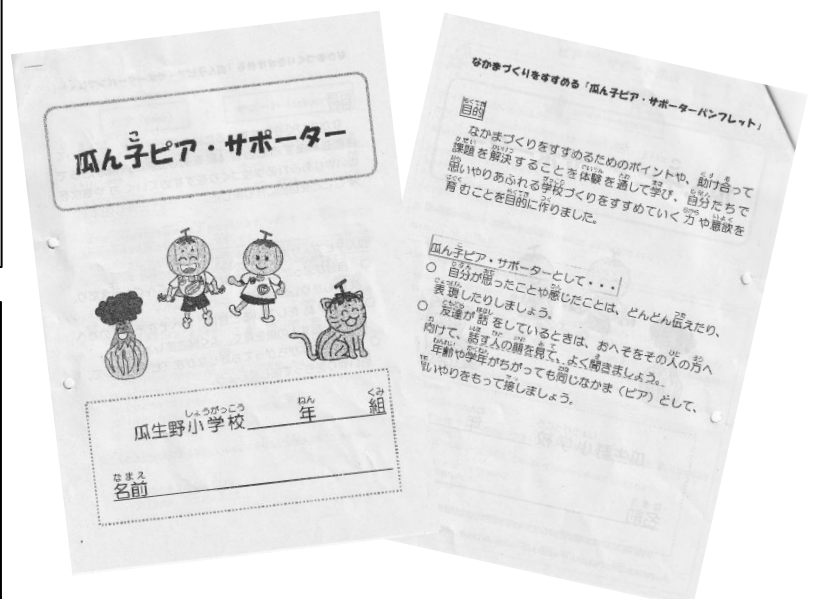 瓜ん子ピア・サポーター
瓜生野小学校 年 組
名前
なかまづくりをすすめる「瓜ん子ピア・サポーターパンフレット」
目的
なかまづくりをすすめるためのポイントや、助け合って
課題を解決することを体験を通して学び、自分たちで
思いやりあふれる学校づくりをすすめていく力や意欲を
育むことを目的に作りました。
瓜ん子ピア・サポーターとして・・・
○ 自分が思ったことや感じたことは、どんどん伝えたり、
表現したりしましょう。
○ 友達が話をしているときは、おへそをその人の方へ
向けて、話す人の顔を見て、よく聞きましょう。
年齢や学年がちがっても同じなかま（ピア）として、
いやりをもって接しましょう。